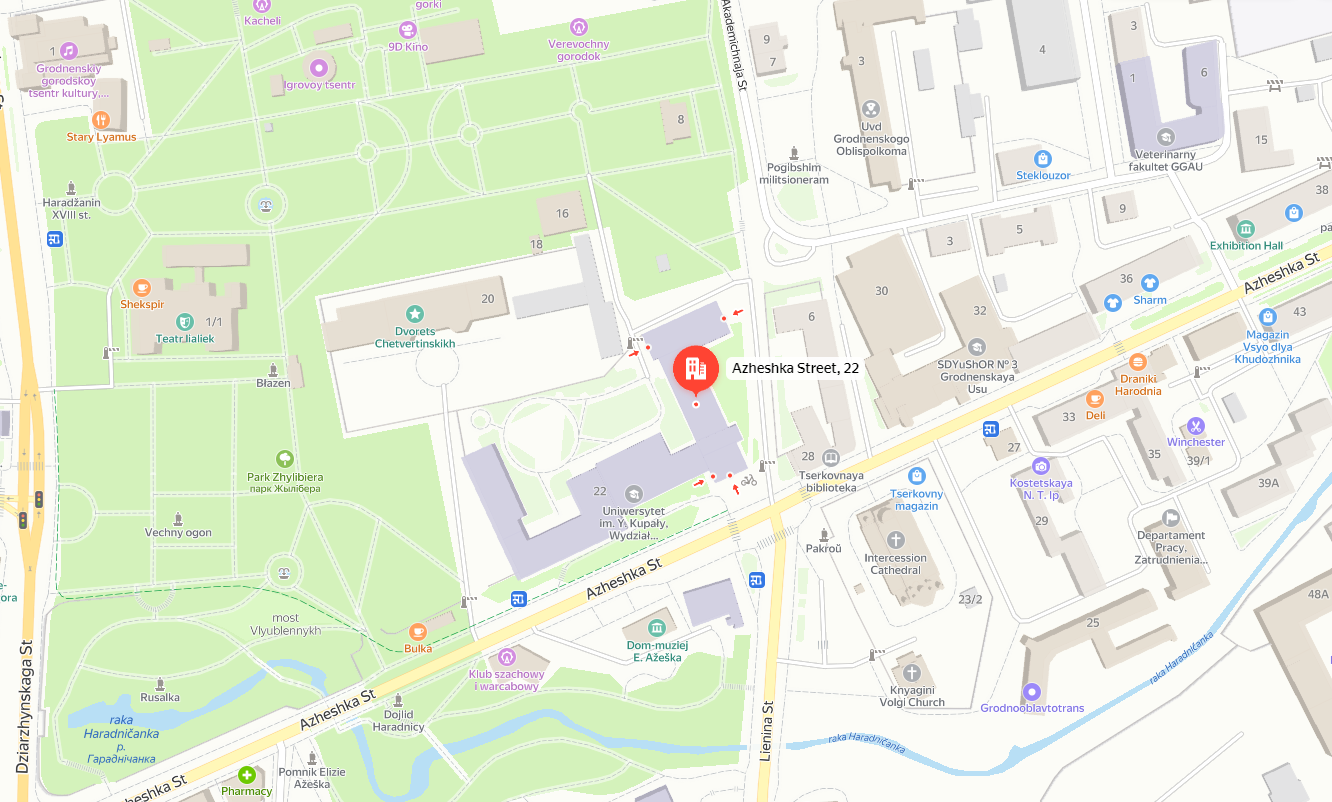 gorki
Kacheli
9D Kino
Verevochny
gorodok
Akademichnaja St
1
Grodnenskiy
gorodskoy
tsentr kultury,...
Igrovoy tsentr
Stary Lyamus
9
7
3
4
3
1
6
8
Uvd
Grodnenskogo
Oblispolkoma
15
Veterinarny
fakultet GGAU
Steklouzor
Pogibshim
militsioneram
Haradžanin
XVIII st.
16
18
9
38
3
5
Exhibition Hall
Azheshka St
Shekspir
1/1
Teatr lialiek
20
Dvorets
Chetvertinskikh
30
36
Sharm
32
6
43
Magazin
Vsyo dlya
Khudozhnika
Azheshka Street, 22
SDYuShOR № 3
Grodnenskaya
Usu
Błazen
Draniki
Harodnia
33
Deli
Winchester
39/1
35
27
28
Tserkovnaya
biblioteka
Park Zhylibiera
парк Жылібера
Kostetskaya
N. T. Ip
39A
22
Uniwersytet
im. Y. Kupały,
Wydział...
Tserkovny
magazin
29
Vechny ogon
Pakroŭ
Intercession
Cathedral
Departament
Pracy,
Zatrudnienia...
Azheshka St
23/2
48A
most
Vlyublennykh
25
Bulka
Dom-muziej
E. Ažeška
Klub szachowy
i warcabowy
raka Haradničanka
Dziarzhynskaga St
Rusalka
Knyagini
Volgi Church
Grodnooblavtotrans
Azheshka St
Dojlid
Haradnicy
raka
Haradničanka
р.
Гараднічанка
Lienina St
raka Haradničanka
Pomnik Elizie
Ažeška
Pharmacy
zheshka St